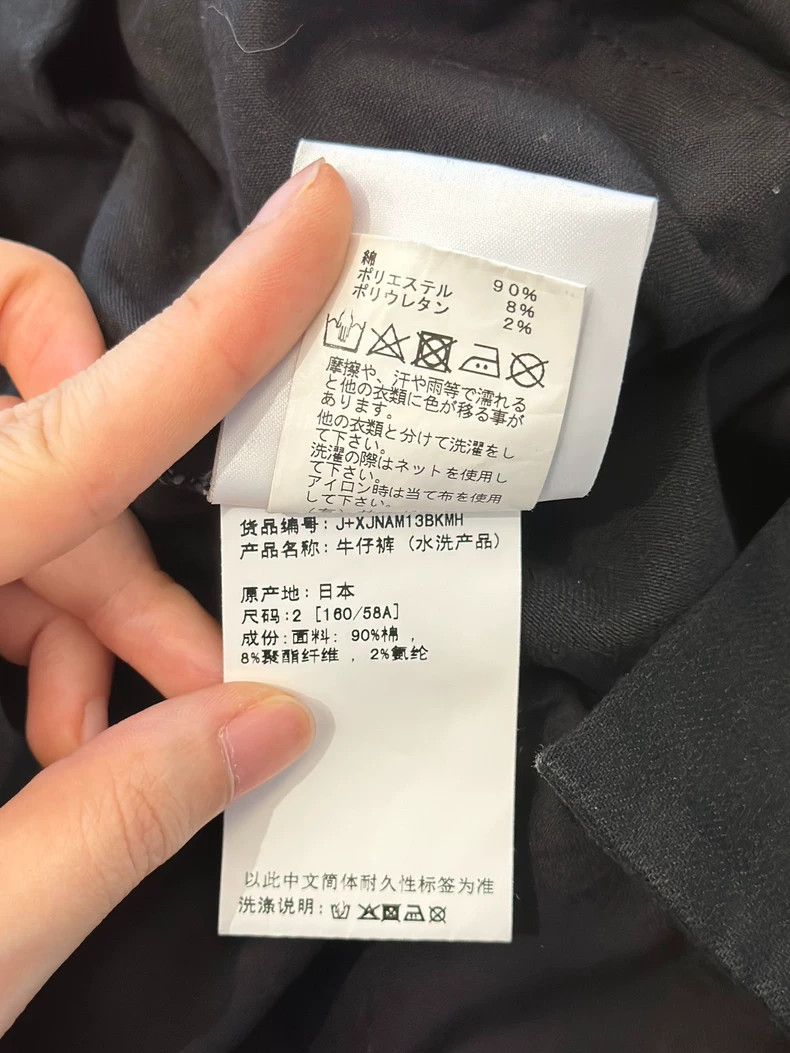 綿 90%
ポリエステル 8%
ポリウレタン 2%
摩擦や、汗や雨等で濡れる
と他の衣類に色が移る事が
あります。
他の衣類と分けて洗濯をし
て下さい。
洗濯の際はネットを使用し
て下さい。
アイロン時は当て布を使用
して下さい。
货品编号: J+XJNAM13BKMH
产品名称: 牛仔裤 (水洗产品)
原产地: 日本
尺码: 2 [160/58A]
成份: 面料: 90%棉 ,
8%聚酯纤维 , 2%氨纶
以此中文简体耐久性标签为准
洗涤说明: